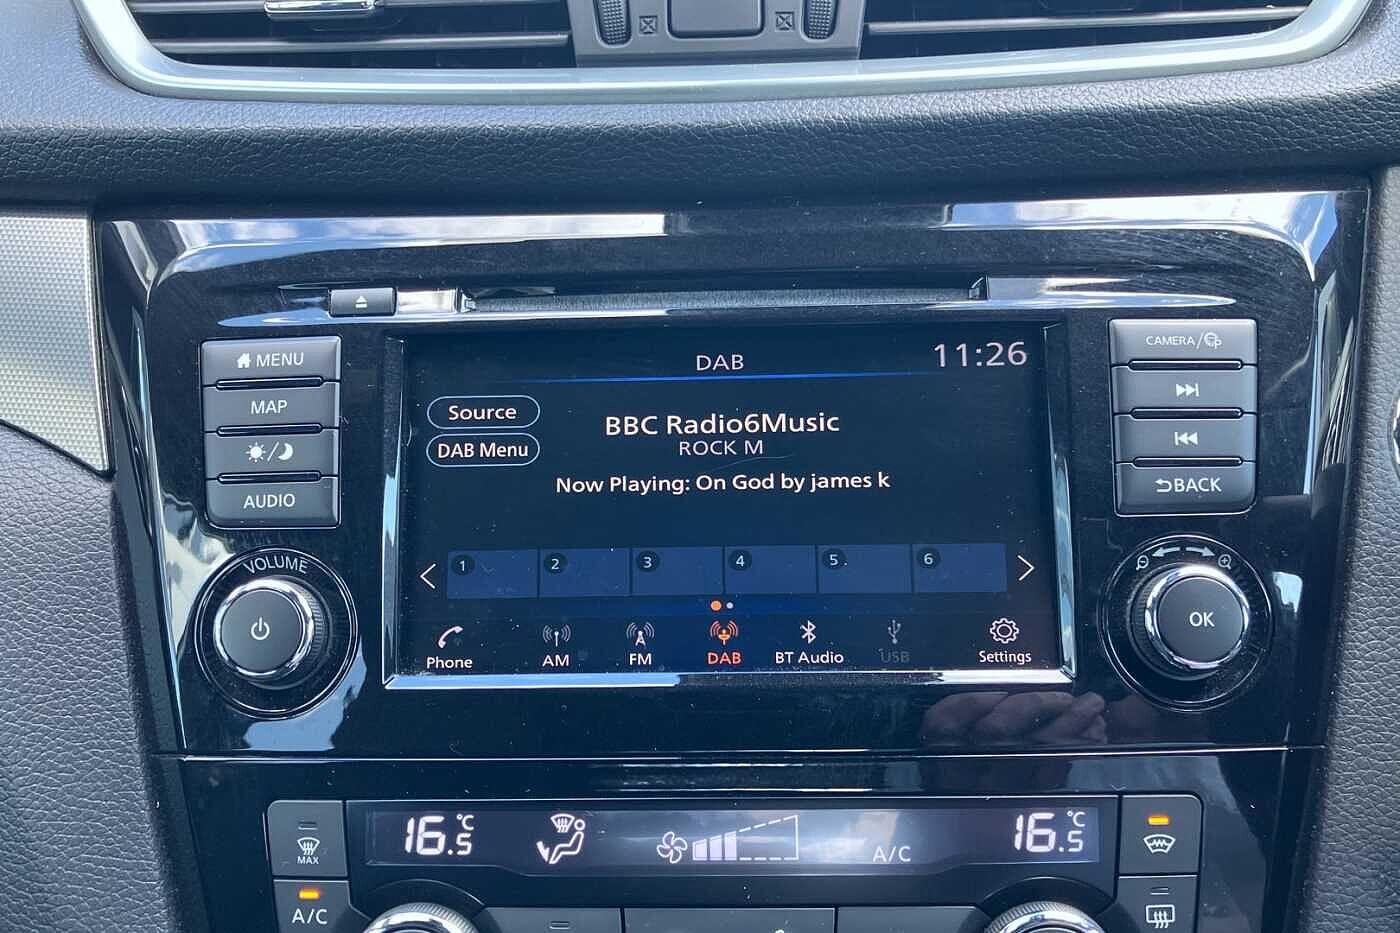 MENU
MAP
AUDIO
VOLUME
DAB
11:26
Source
BBC Radio6Music
ROCK M
DAB Menu
Now Playing: On God by james k
1 2 3 4 5 6
Phone
AM
FM
DAB
BT Audio
USB
Settings
CAMERA/
BACK
OK
16.5°C
A/C
16.5°C
MAX
A/C